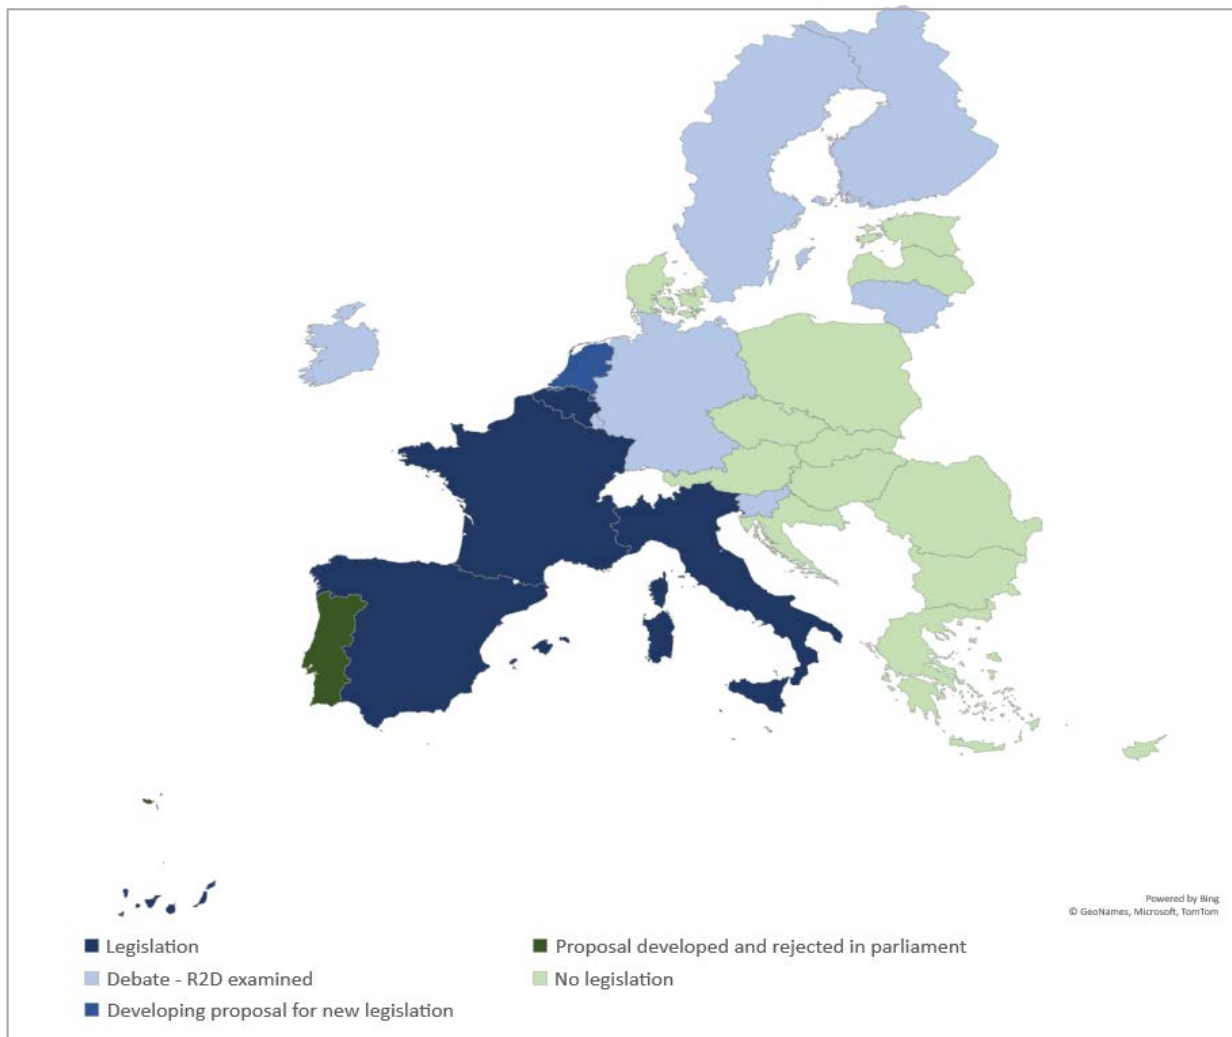 Powered by Bing
© GeoNames, Microsoft, TomTom
Legislation
Proposal developed and rejected in parliament
Debate - R2D examined
No legislation
Developing proposal for new legislation